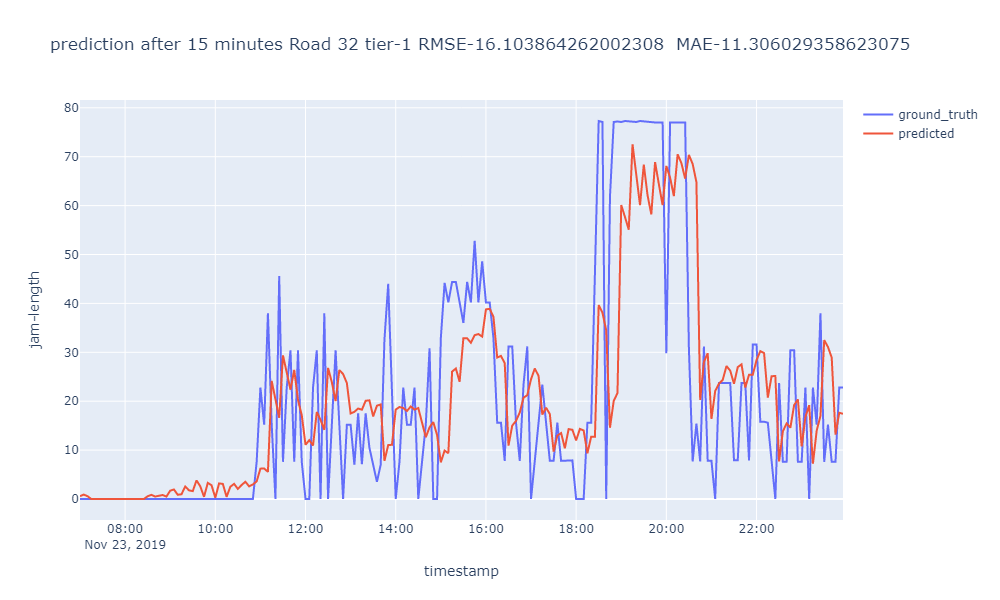 prediction after 15 minutes Road 32 tier-1 RMSE-16.103864262002308  MAE-11.306029358623075
ground_truth
predicted
80
70
60
50
40
30
20
10
0
jam-length
08:00 10:00 12:00 14:00 16:00 18:00 20:00 22:00
Nov 23, 2019
timestamp